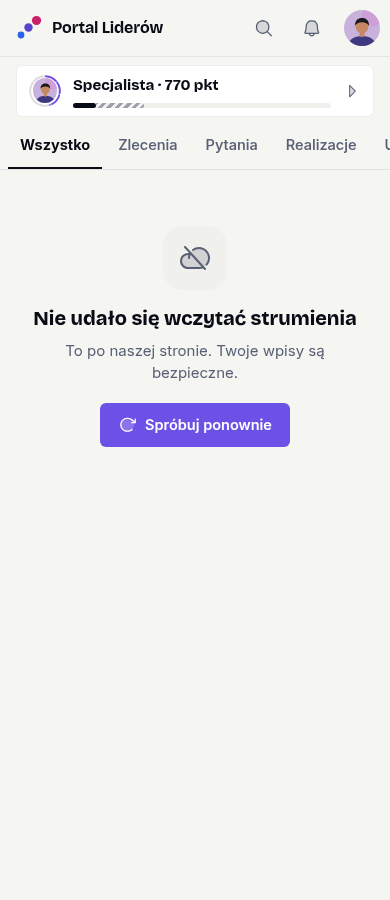 Portal Liderów
Specjalista · 770 pkt
Wszystko Zlecenia Pytania Realizacje
Nie udało się wczytać strumienia
To po naszej stronie. Twoje wpisy są
bezpieczne.
Spróbuj ponownie